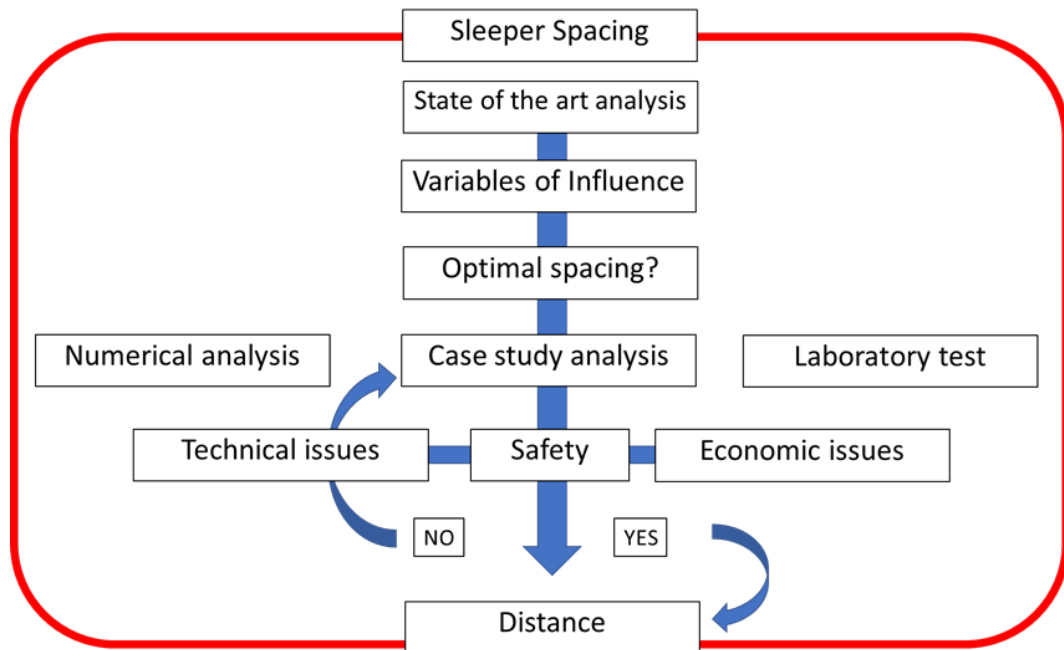 Sleeper Spacing
State of the art analysis
Variables of Influence
Optimal spacing?
Numerical analysis
Case study analysis
Laboratory test
Technical issues
Safety
Economic issues
NO
YES
Distance